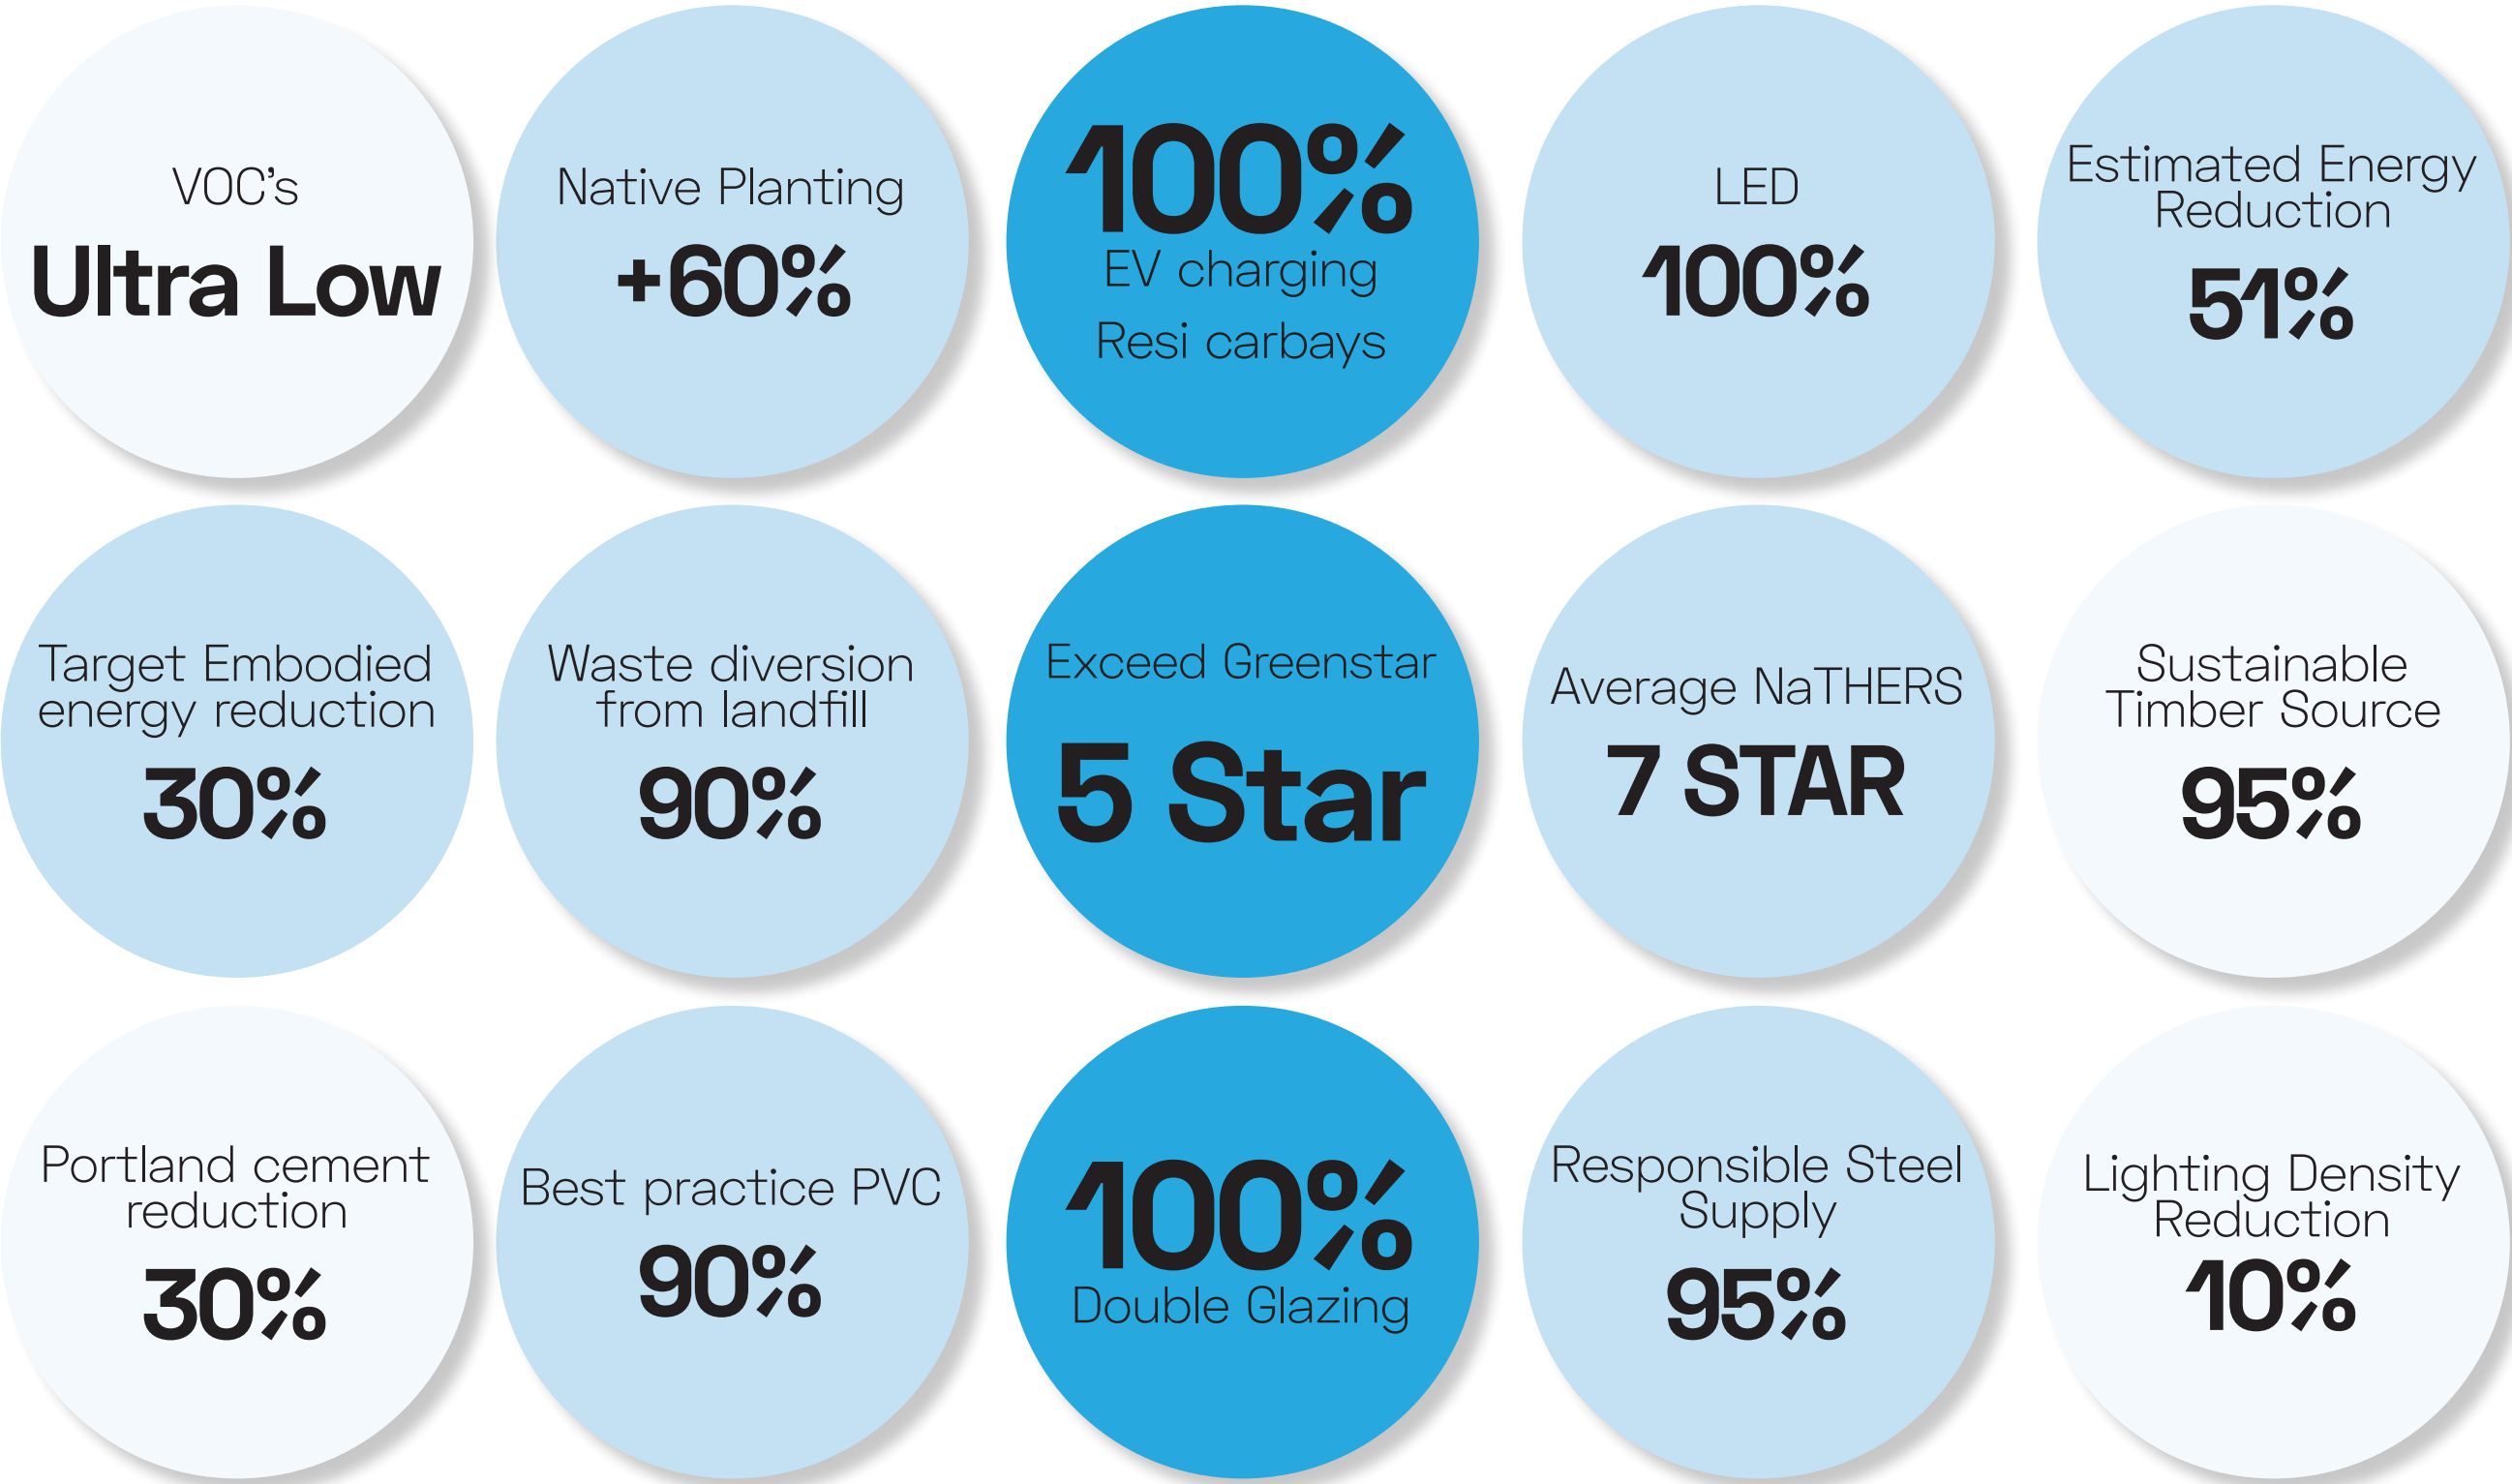 VOC's
Ultra Low
Native Planting
+60%
100%
EV charging
Resi carbays
LED
100%
Estimated Energy
Reduction
51%
Target Embodied
energy reduction
30%
Waste diversion
from landfill
90%
Exceed Greenstar
5 Star
Average NaTHERS
7 STAR
Sustainable
Timber Source
95%
Portland cement
reduction
30%
Best practice PVC
90%
100%
Double Glazing
Responsible Steel
Supply
95%
Lighting Density
Reduction
10%